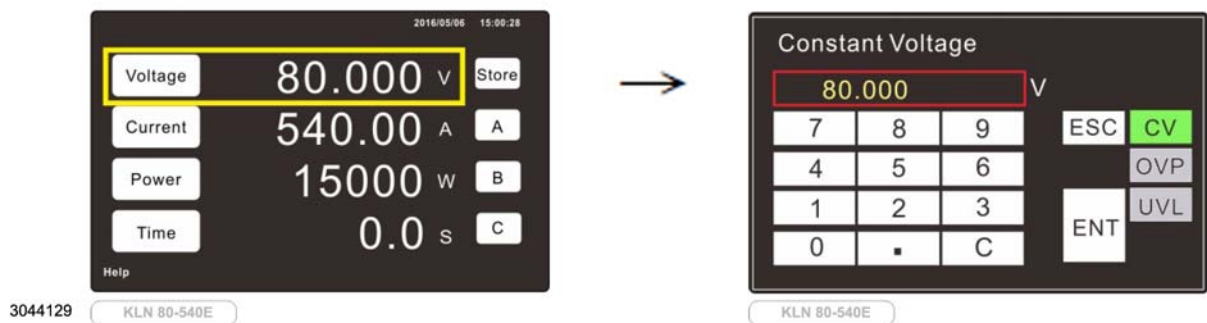 2016/05/06 15:00:28
Voltage 80.000 V Store
Current 540.00 A A
Power 15000 W B
Time 0.0 S C
Help
3044129 KLN 80-540E
Constant Voltage
80.000 V
7 8 9 ESC CV
4 5 6 OVP
1 2 3 ENT UVL
0 . C
KLN 80-540E